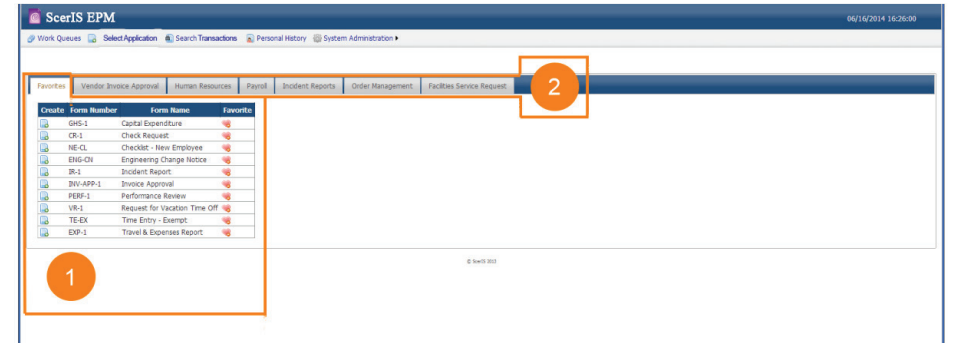 ScerIS EPM
06/16/2014 16:26:00
Work Queues Select Application Search Transactions Personal History System Administration
Favorites Vendor Invoice Approval Human Resources Payroll Incident Reports Order Management Facilities Service Request
2
Create Form Number Form Name Favorite
GHS-1 Capital Expenditure
CR-1 Check Request
NE-CL Checklist - New Employee
ENG-CN Engineering Change Notice
IR-1 Incident Report
INV-APP-1 Invoice Approval
PERF-1 Performance Review
VR-1 Request for Vacation Time Off
TE-EX Time Entry - Exempt
EXP-1 Travel & Expenses Report
1
© ScerIS 2013